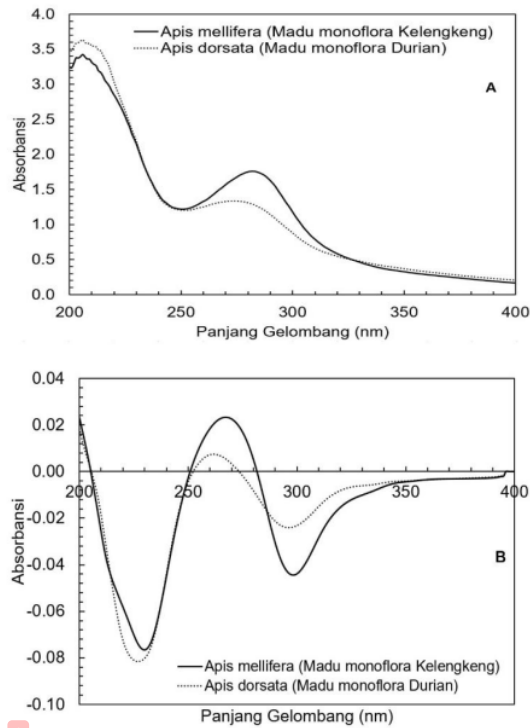 4.0
3.5
3.0
2.5
2.0
1.5
1.0
0.5
0.0
Absorbansi
Apis mellifera (Madu monoflora Kelengkeng)
Apis dorsata (Madu monoflora Durian)
A
200 250 300 350 400
Panjang Gelombang (nm)
0.04
0.02
0.00
-0.02
-0.04
-0.06
-0.08
-0.10
Absorbansi
200 250 300 350 400
B
Apis mellifera (Madu monoflora Kelengkeng)
Apis dorsata (Madu monoflora Durian)
Panjang Gelombang (nm)